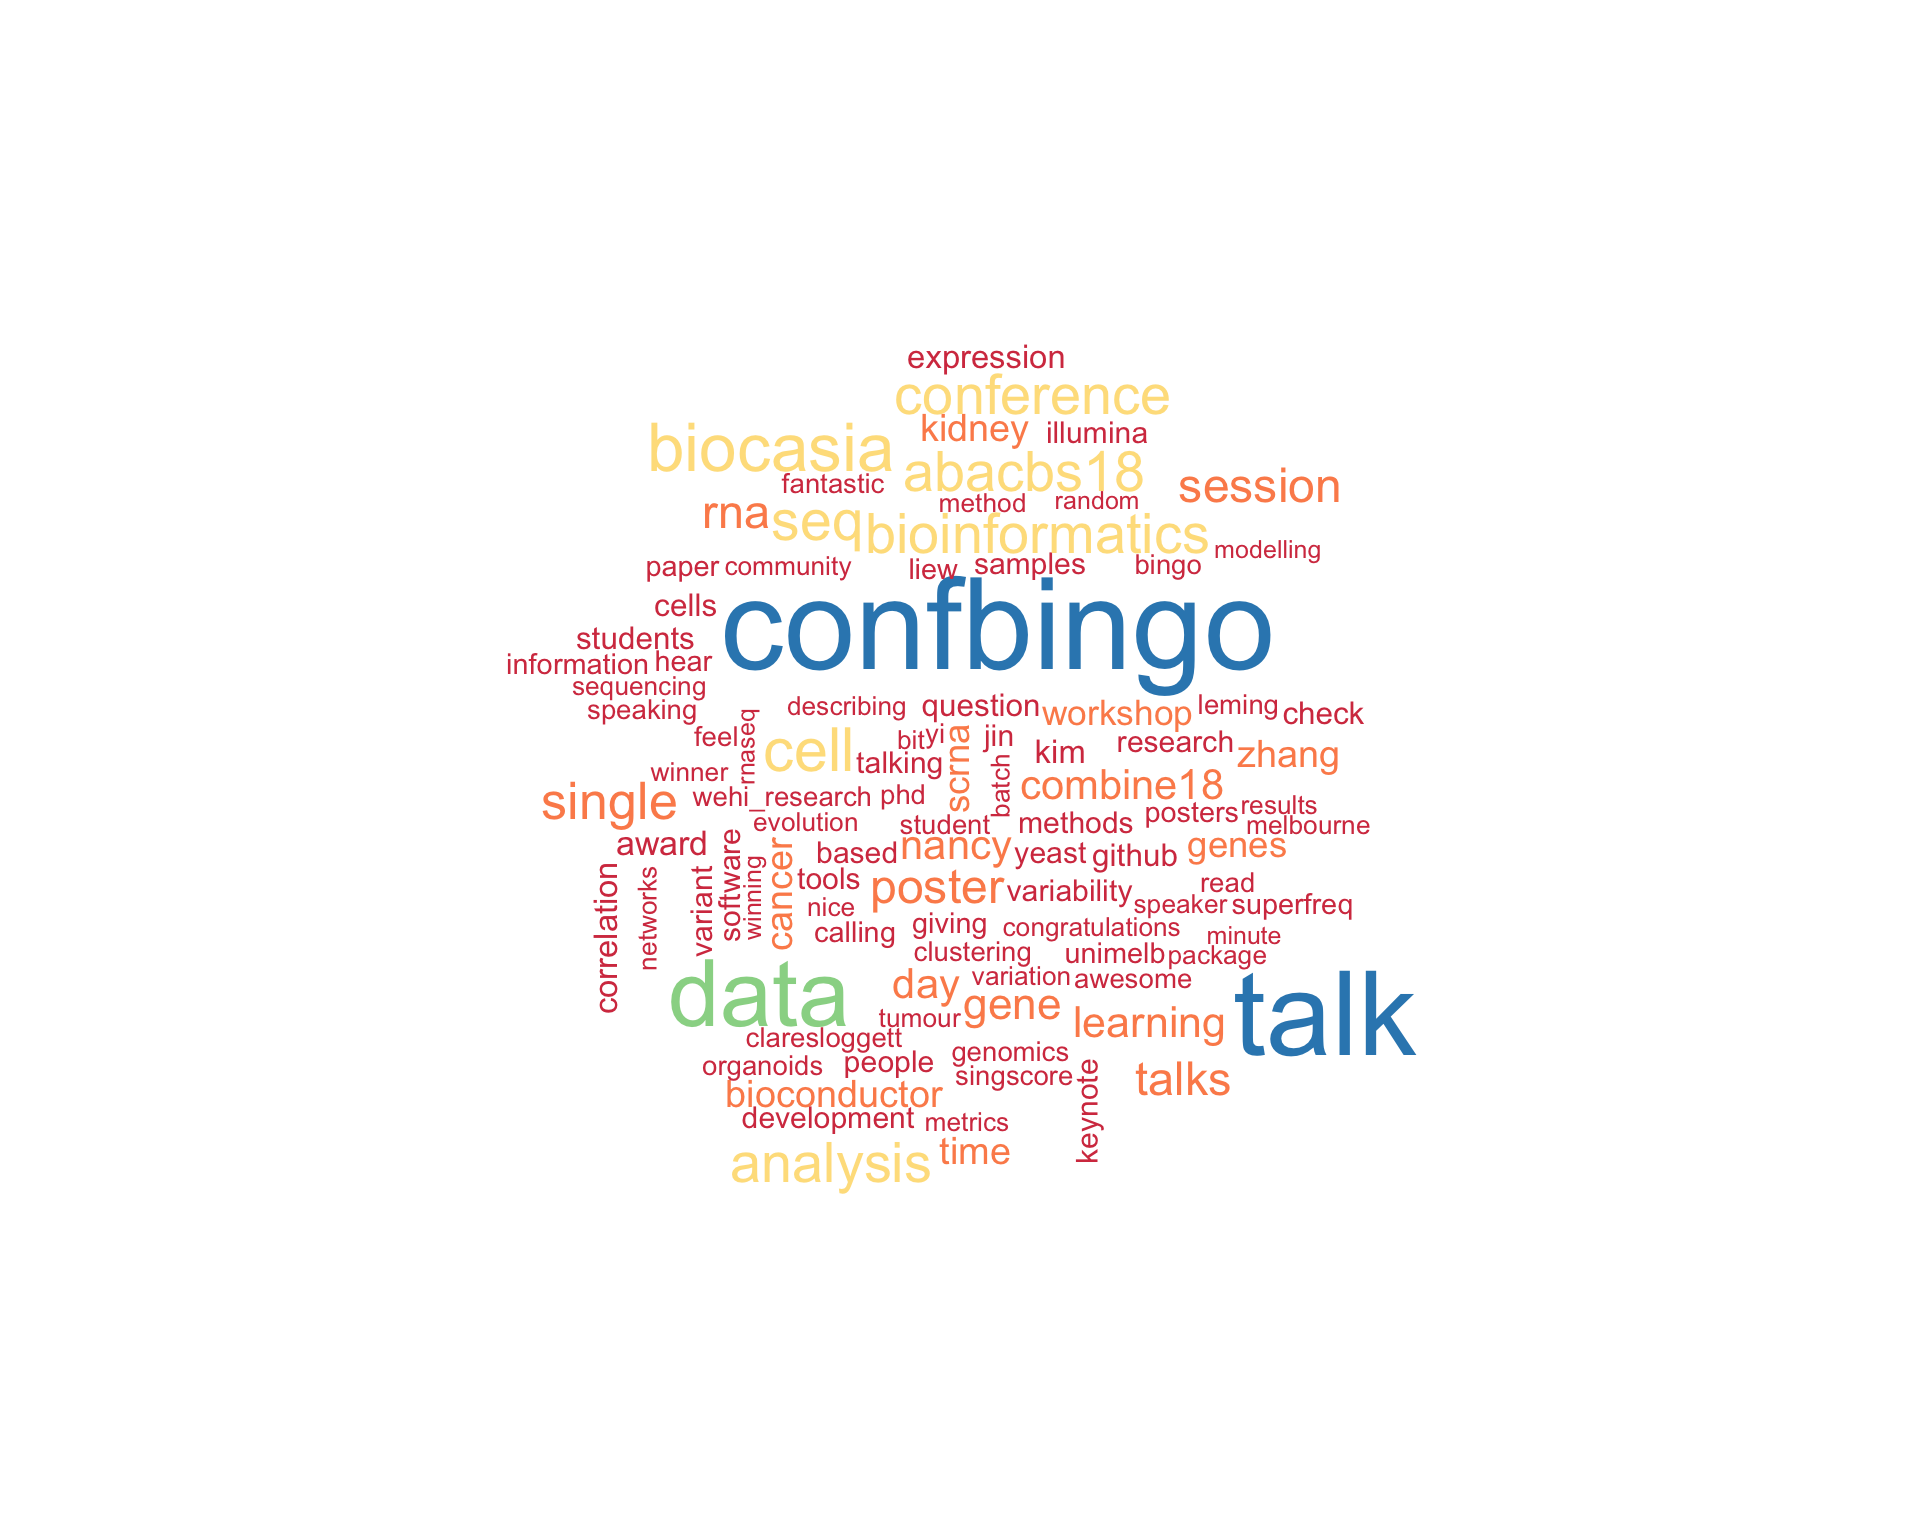 expression
conference
kidney
illumina
biocasia
abacbs18
session
fantastic
method
random
rna
seq
bioinformatics
modelling
paper
community
liew
samples
bingo
cells
confbingo
students
information
hear
sequencing
speaking
describing
question
workshop
leming
check
feel
rnaseq
cell
bit
yi
jin
talking
scrna
kim
research
zhang
winner
batch
combine18
single
wehi_research
phd
posters
results
evolution
student
methods
melbourne
award
software
cancer
based
nancy
yeast
github
genes
correlation
networks
variant
winning
tools
poster
variability
read
nice
speaker
superfreq
calling
giving
congratulations
minute
clustering
unimelb
package
data
day
variation
awesome
talk
tumour
gene
learning
claresloggett
organoids
people
genomics
singscore
keynote
talks
bioconductor
development
metrics
analysis
time